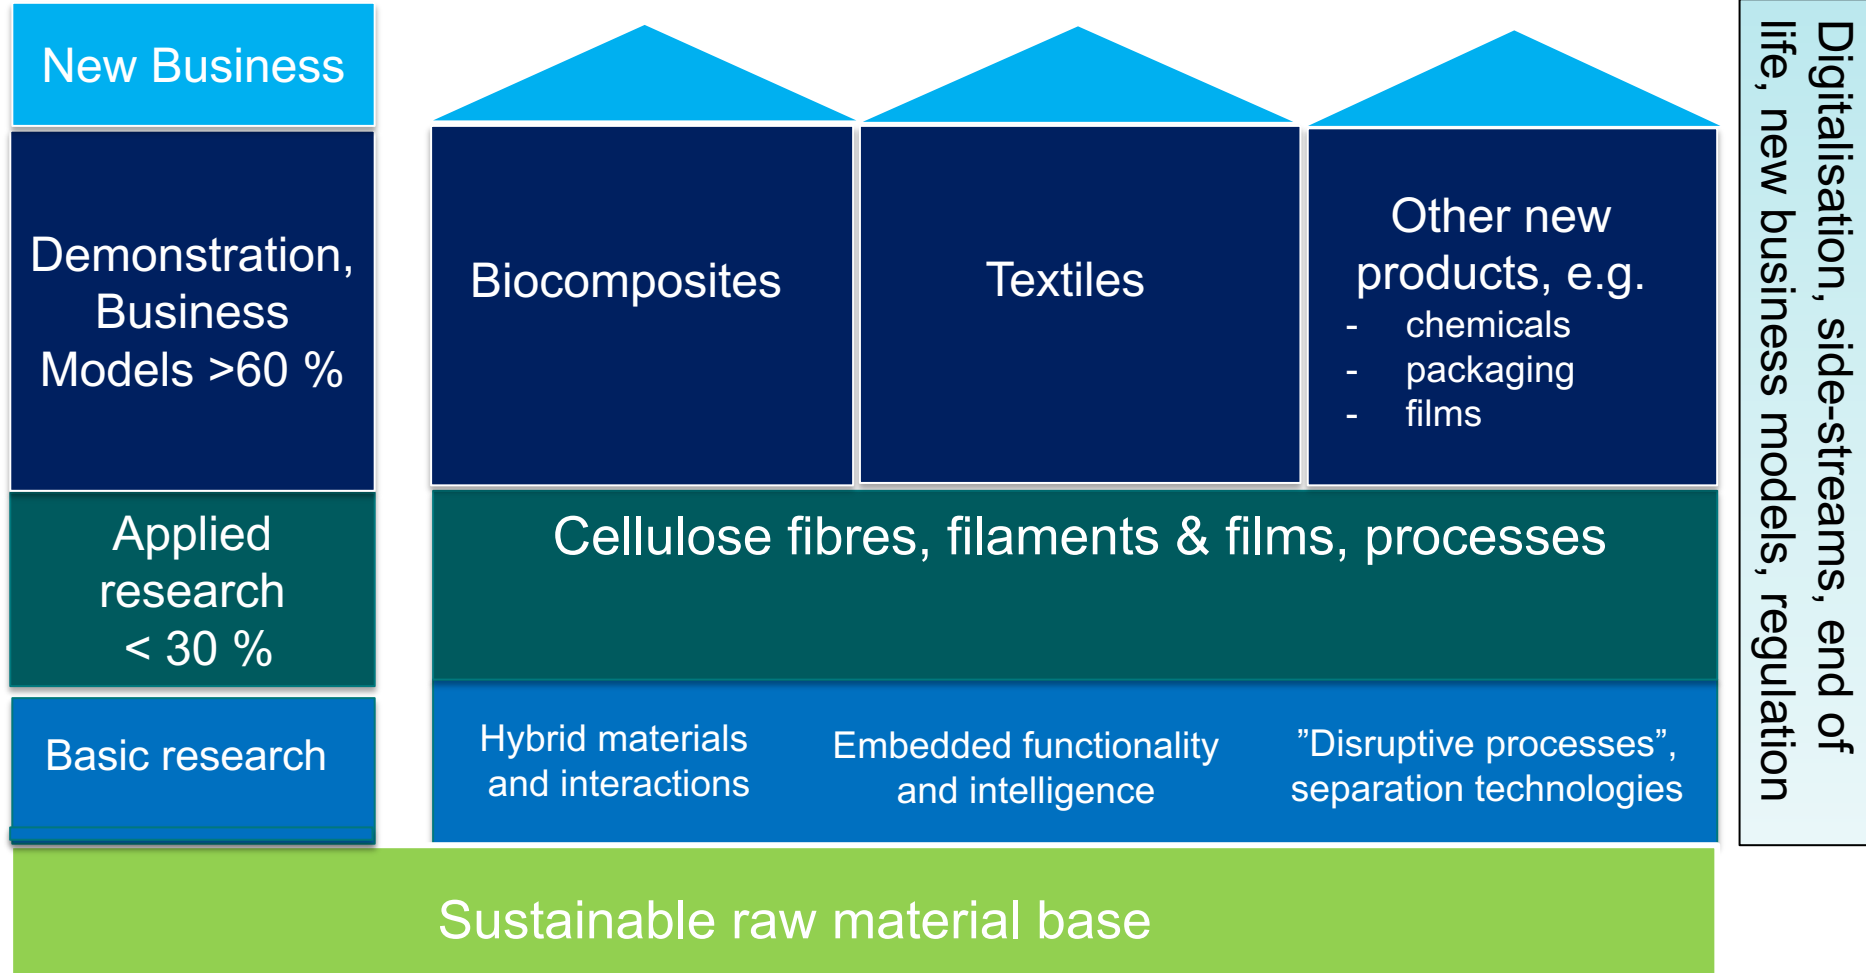 New Business
Demonstration,
Business
Models >60 %
Applied
research
< 30 %
Basic research
Biocomposites
Textiles
Other new
products, e.g.
- chemicals
- packaging
- films
Cellulose fibres, filaments & films, processes
Hybrid materials
and interactions
Embedded functionality
and intelligence
”Disruptive processes”,
separation technologies
Sustainable raw material base
Digitalisation, side-streams, end of
life, new business models, regulation